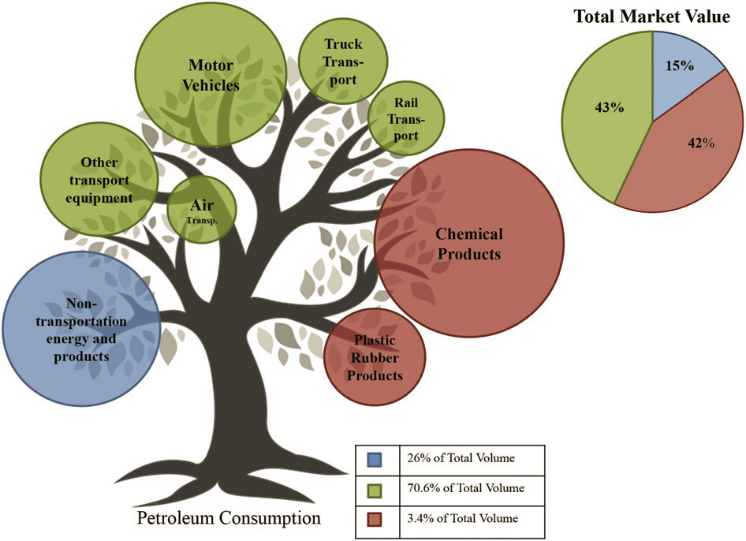 Total Market Value
15%
43%
42%
Motor
Vehicles
Truck
Trans-
port
Rail
Trans-
port
Other
transport
equipment
Air
Transp.
Chemical
Products
Non-
transportation
energy and
products
Plastic
Rubber
Products
26% of Total Volume
70.6% of Total Volume
3.4% of Total Volume
Petroleum Consumption